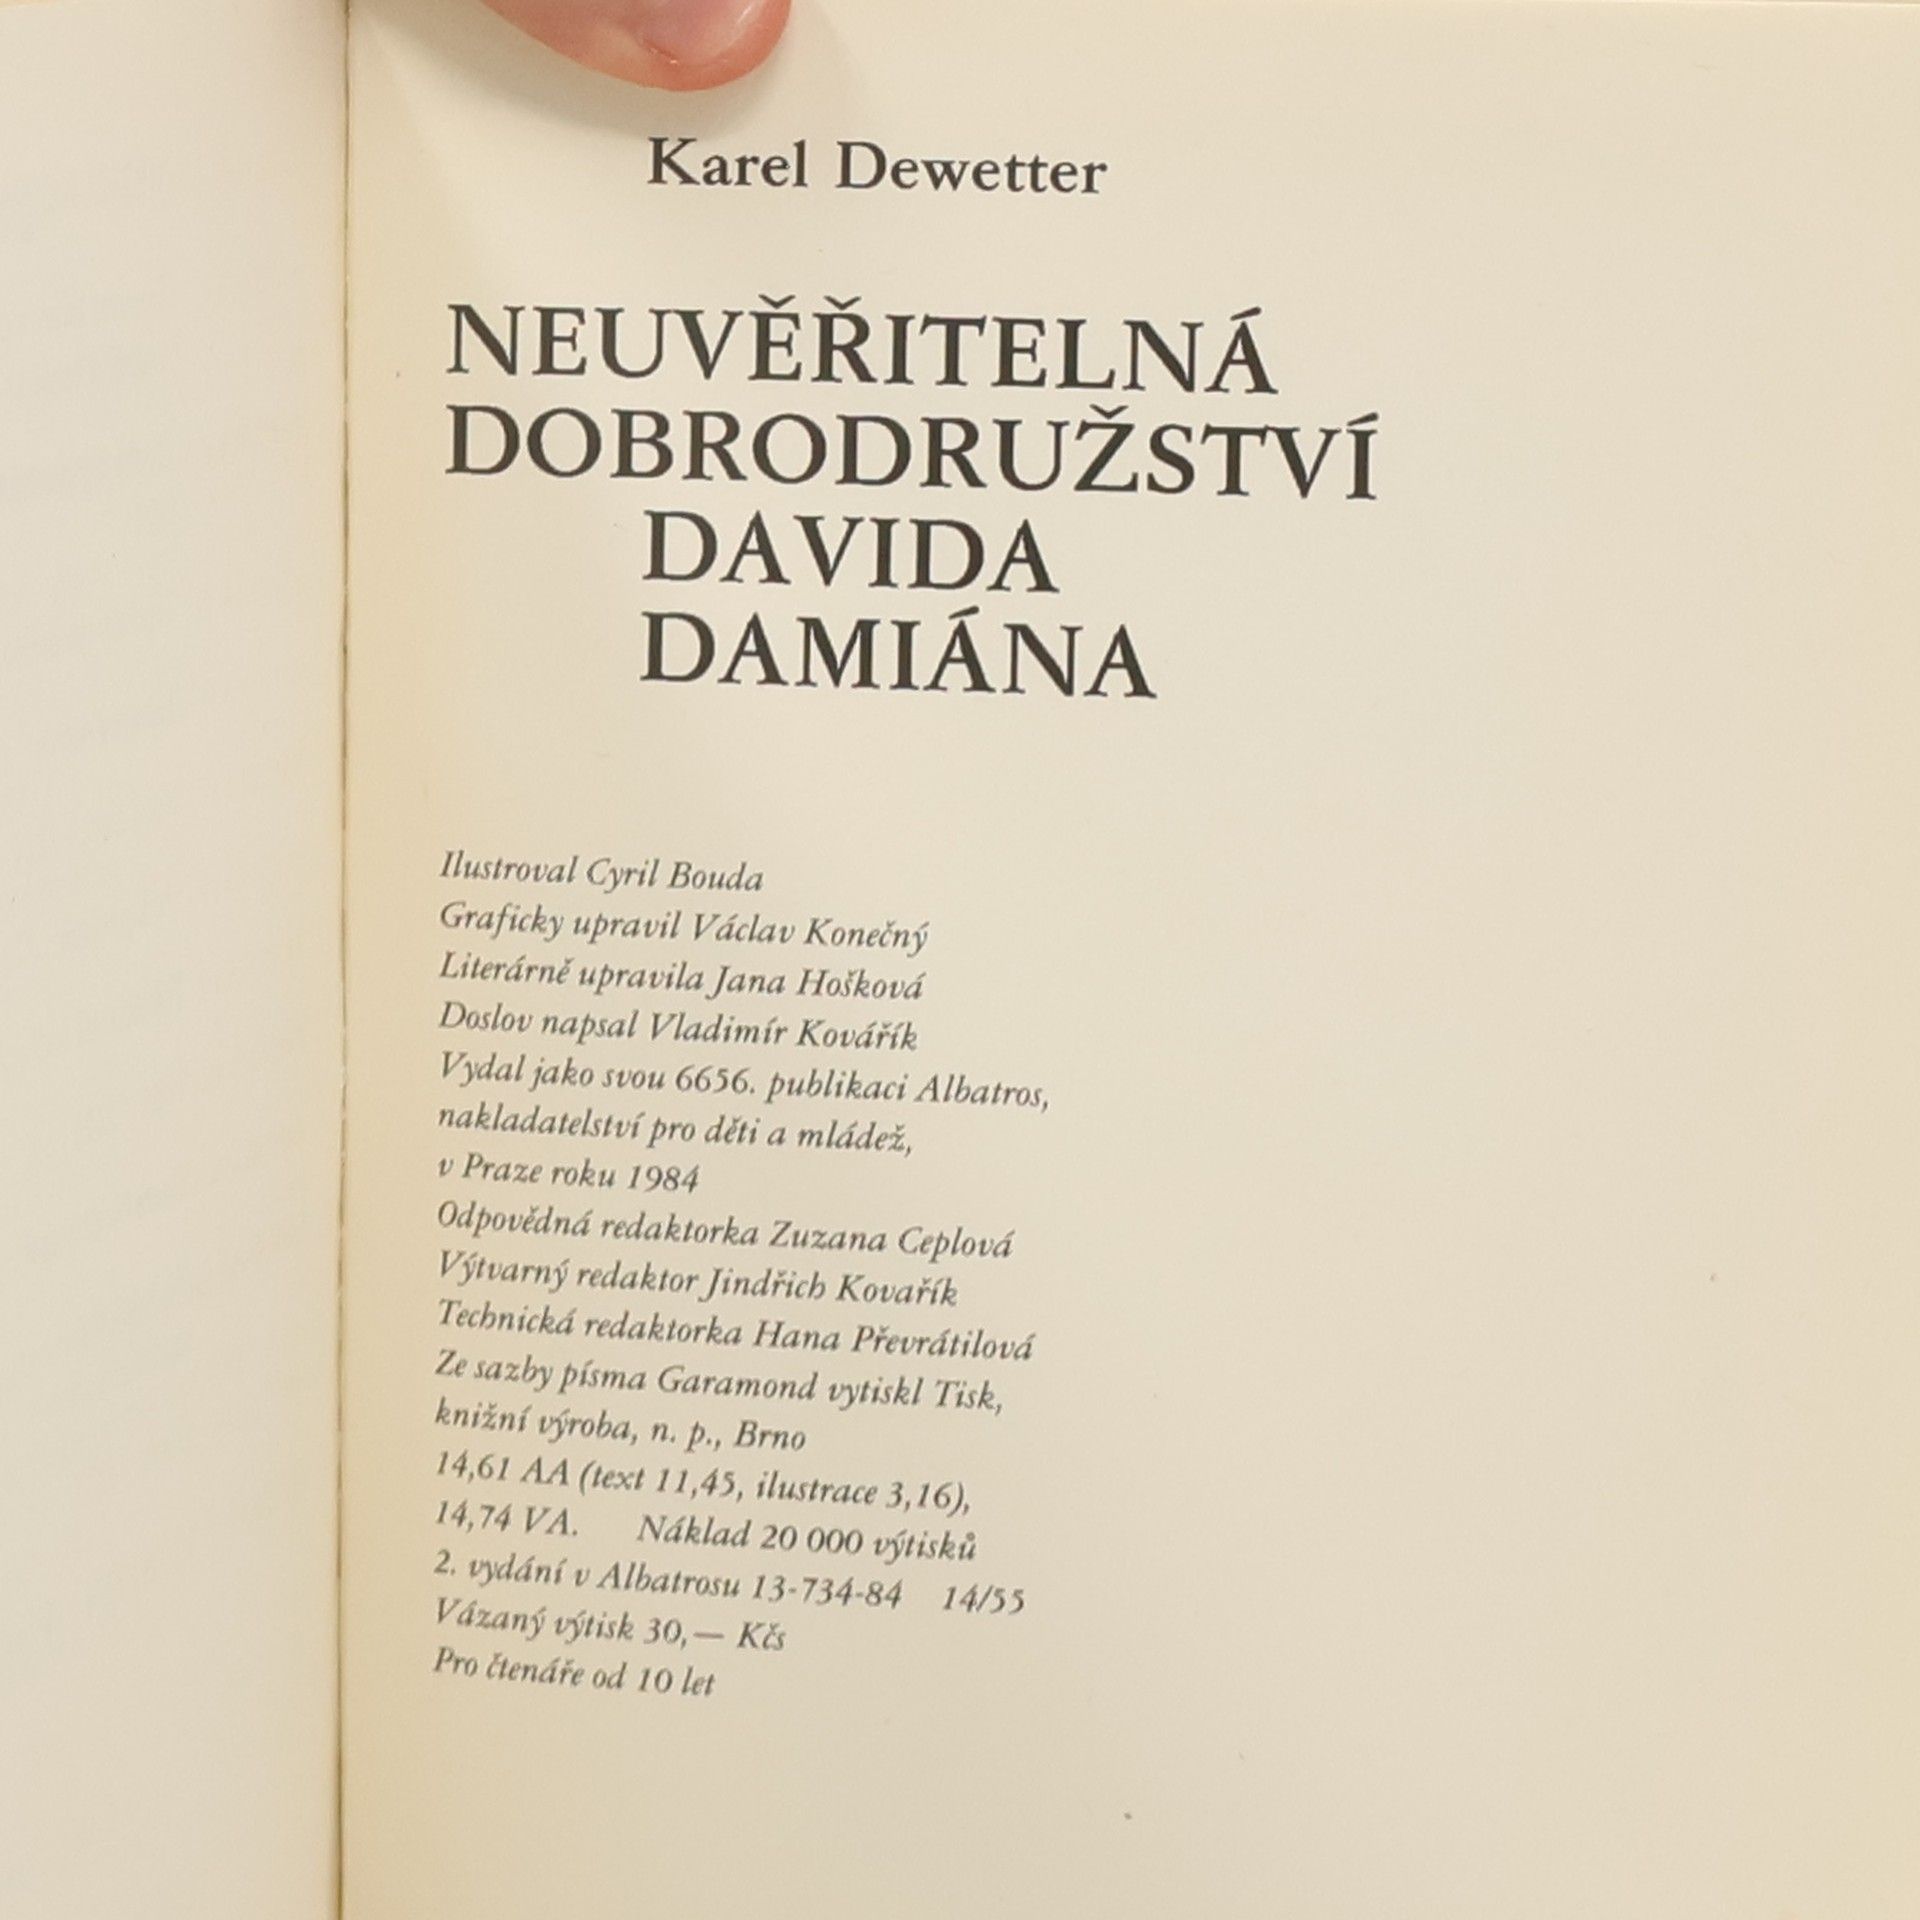 Karel Dewetter
NEUVĚŘITELNÁ
DOBRODRUŽSTVÍ
DAVIDA
DAMIÁNA
Ilustroval Cyril Bouda
Graficky upravil Václav Konečný
Literárně upravila Jana Hošková
Doslov napsal Vladimír Kovářík
Vydal jako svou 6656. publikaci Albatros,
nakladatelství pro děti a mládež,
v Praze roku 1984
Odpovědná redaktorka Zuzana Ceplová
Výtvarný redaktor Jindřich Kovařík
Technická redaktorka Hana Převrátilová
Ze sazby písma Garamond vytiskl Tisk,
knižní výroba, n. p., Brno
14,61 AA (text 11,45, ilustrace 3,16),
14,74 VA. Náklad 20 000 výtisků
2. vydání v Albatrosu 13-734-84 14/55
Vázaný výtisk 30,— Kčs
Pro čtenáře od 10 let